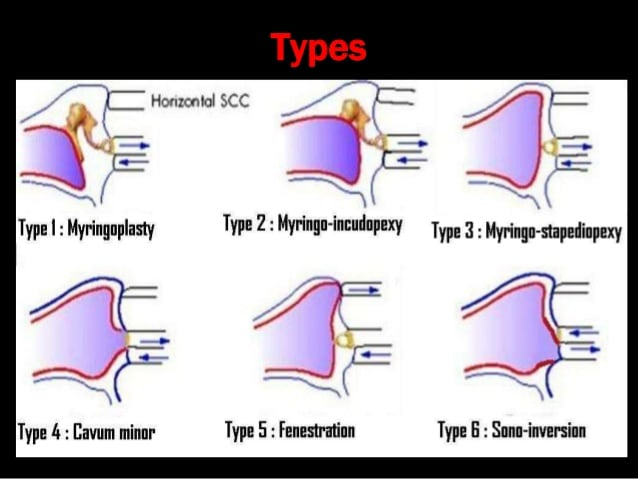 Types
Horizontal SCC
Type 1 : Myringoplasty
Type 2 : Myringo-incudopexy
Type 3 : Myringo-stapediopexy
Type 4 : Cavum minor
Type 5 : Fenestration
Type 6 : Sono-inversion